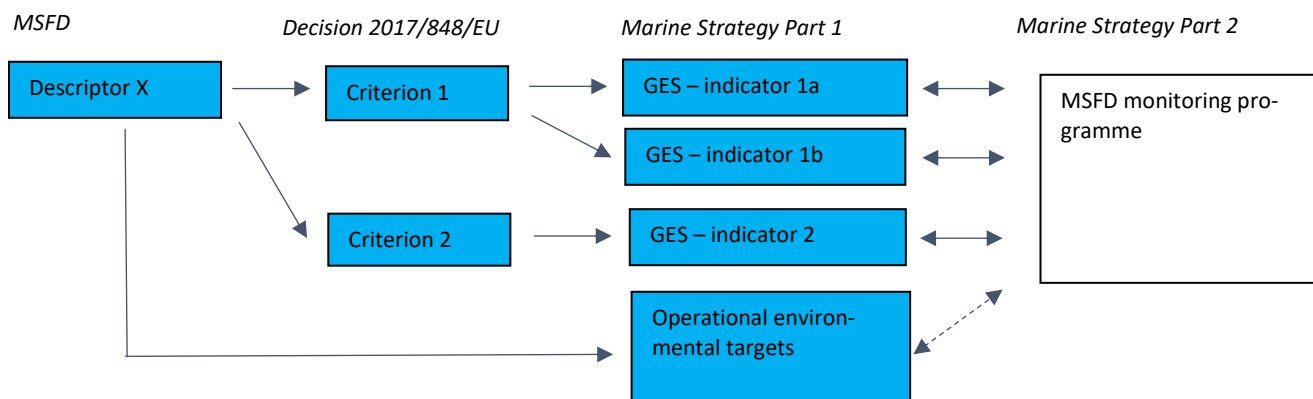 MSFD
Decision 2017/848/EU
Marine Strategy Part 1
Marine Strategy Part 2
Descriptor X
Criterion 1
GES – indicator 1a
MSFD monitoring pro-
gramme
GES – indicator 1b
Criterion 2
GES – indicator 2
Operational environ-
mental targets